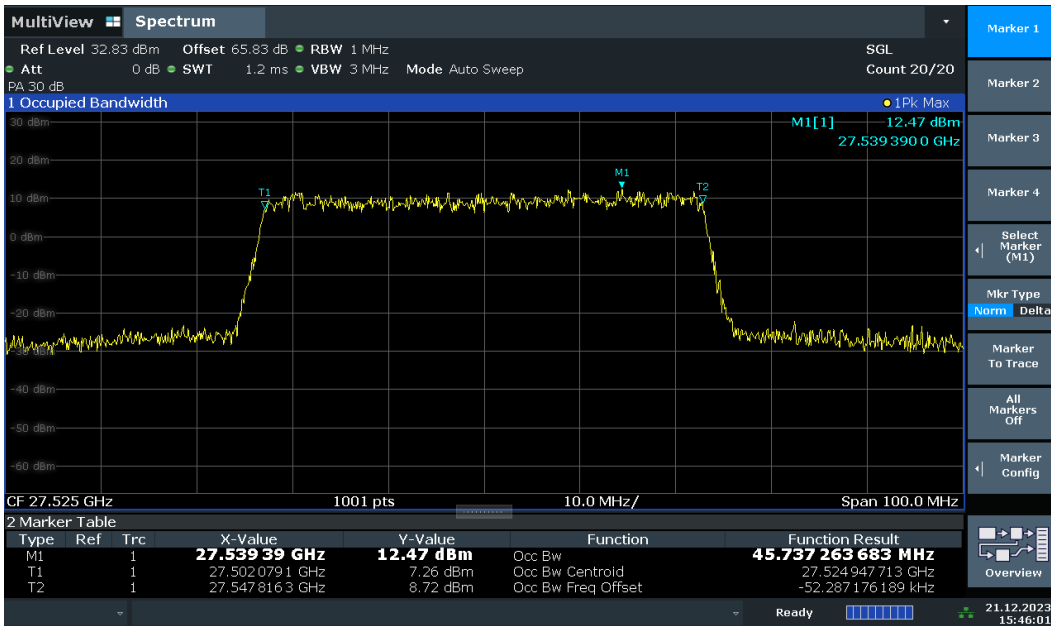 MultiView Spectrum
Ref Level 32.83 dBm Offset 65.83 dB RBW 1 MHz SGL
Att 0 dB SWT 1.2 ms VBW 3 MHz Mode Auto Sweep Count 20/20
PA 30 dB
1 Occupied Bandwidth 1Pk Max
30 dBm M1[1] 12.47 dBm
27.539 390 0 GHz
20 dBm
M1
T1 T2
10 dBm
0 dBm
-10 dBm
-20 dBm
-30 dBm
-40 dBm
-50 dBm
-60 dBm
CF 27.525 GHz 1001 pts 10.0 MHz/ Span 100.0 MHz
2 Marker Table
Type Ref Trc X-Value Y-Value Function Function Result
M1 1 27.539 39 GHz 12.47 dBm Occ Bw 45.737 263 683 MHz
T1 1 27.502 079 1 GHz 7.26 dBm Occ Bw Centroid 27.524 947 713 GHz
T2 1 27.547 816 3 GHz 8.72 dBm Occ Bw Freq Offset -52.287 176 189 kHz
Ready 21.12.2023
15:46:01
Marker 1
Marker 2
Marker 3
Marker 4
Select
Marker
(M1)
Mkr Type
Norm Delta
Marker
To Trace
All
Markers
Off
Marker
Config
Overview